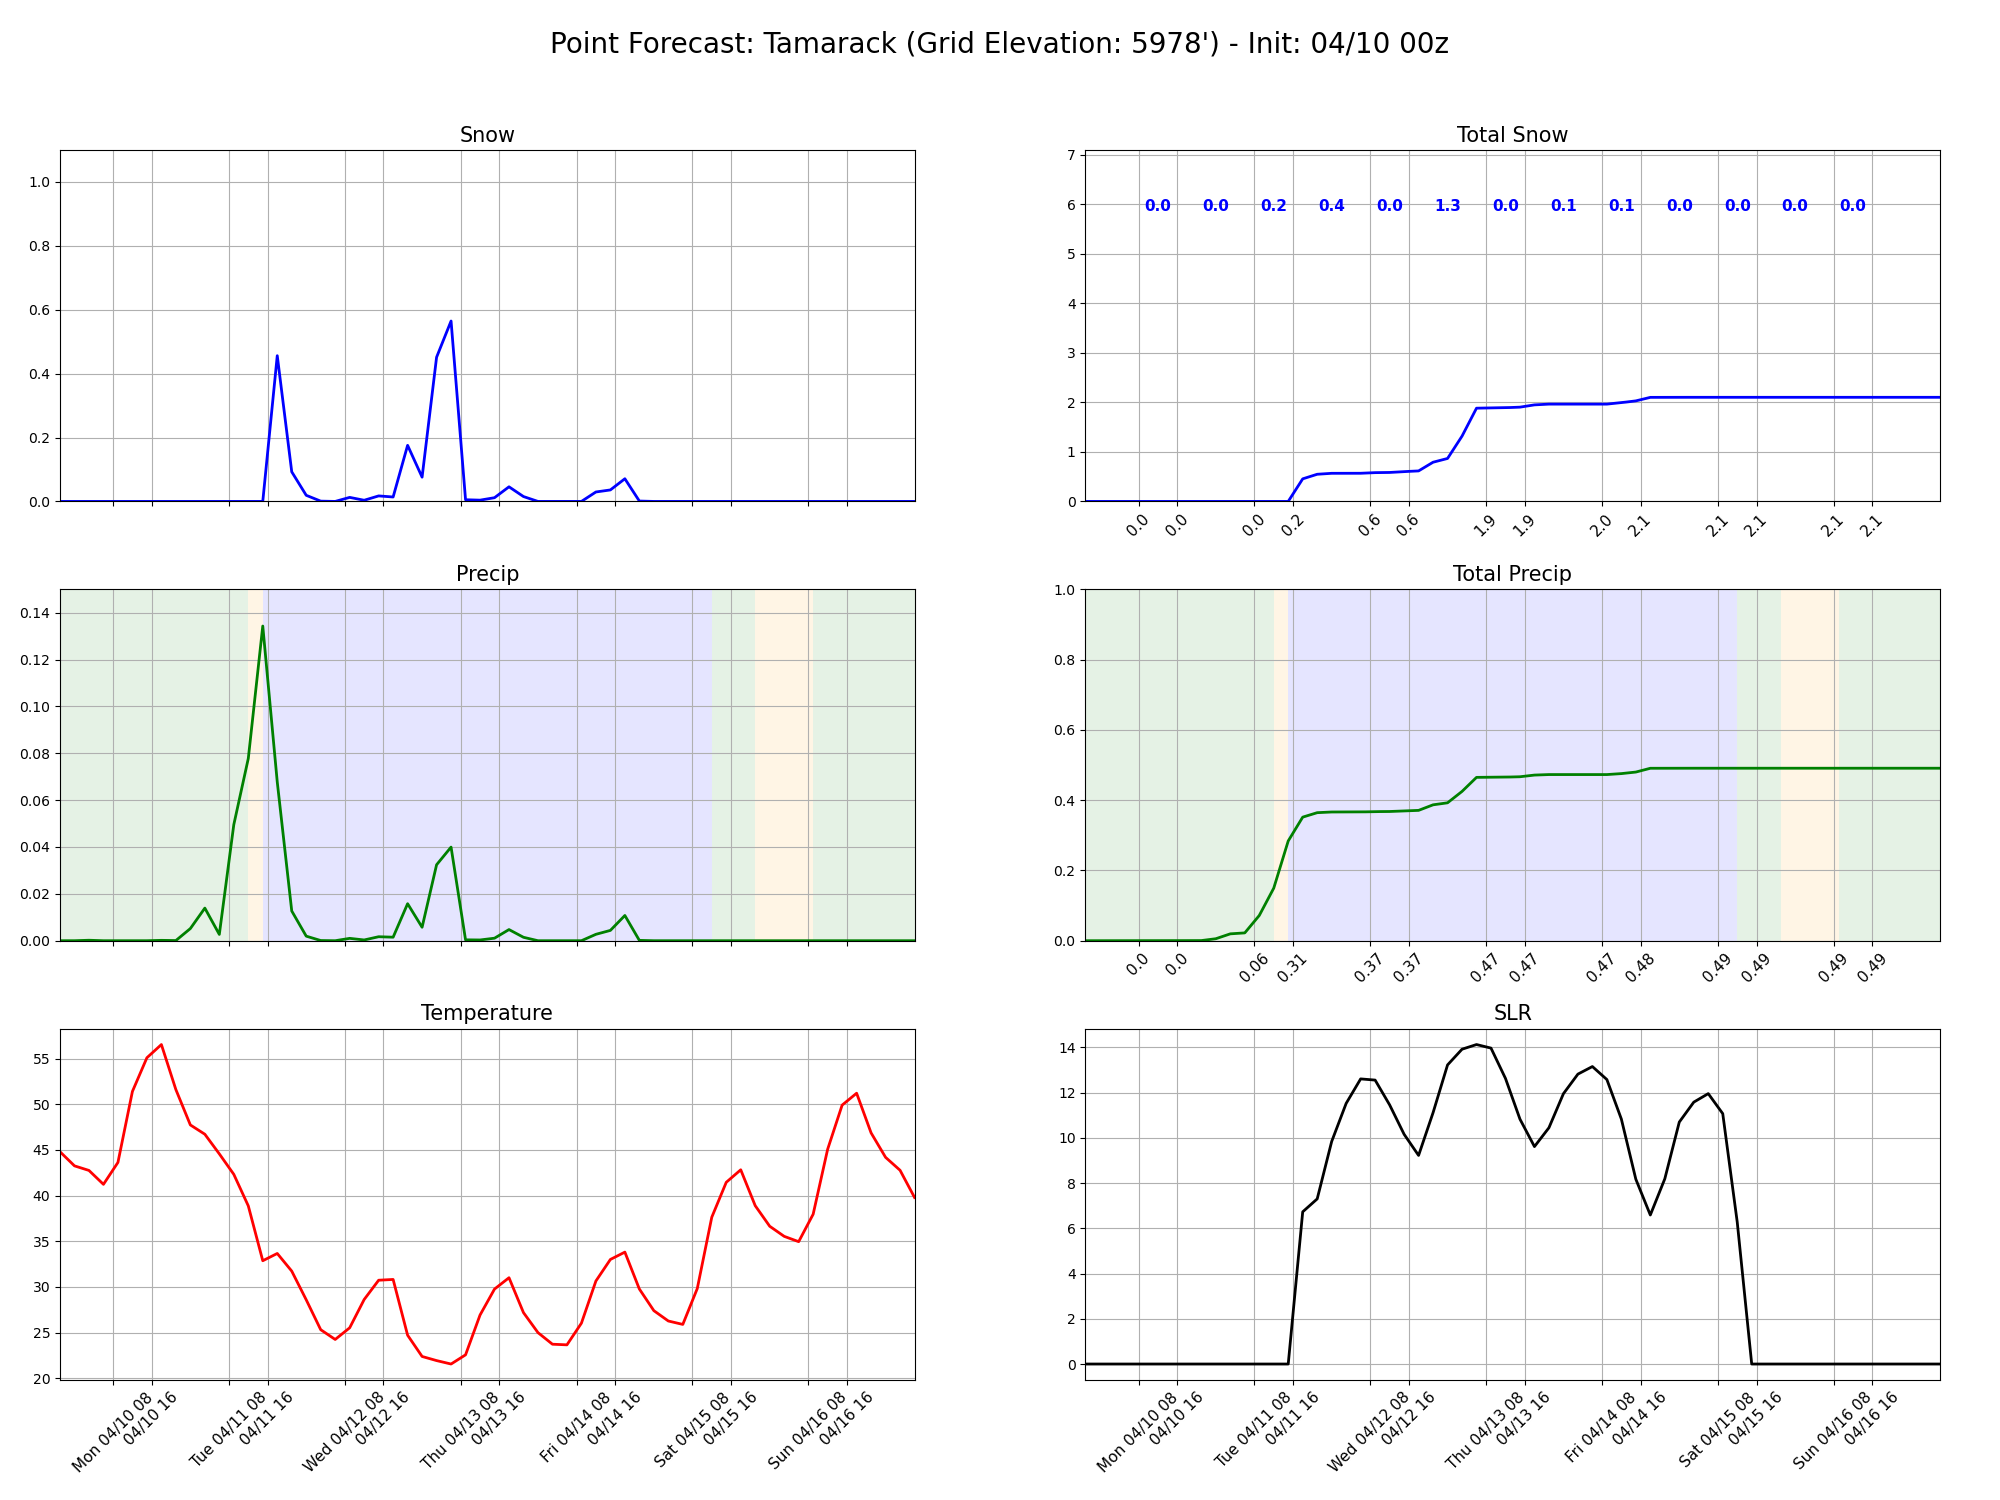 Point Forecast: Tamarack (Grid Elevation: 5978') - Init: 04/10 00z
Snow
1.0
0.8
0.6
0.4
0.2
0.0
Total Snow
7
6
5
4
3
2
1
0
0.0 0.0 0.2 0.4 0.0 1.3 0.0 0.1 0.1 0.0 0.0 0.0 0.0
0.0 0.0 0.0 0.2 0.6 0.6 1.9 1.9 2.0 2.1 2.1 2.1 2.1 2.1
Precip
0.14
0.12
0.10
0.08
0.06
0.04
0.02
0.00
Total Precip
1.0
0.8
0.6
0.4
0.2
0.0
0.0 0.0 0.06 0.31 0.37 0.37 0.47 0.47 0.47 0.48 0.49 0.49 0.49 0.49
Temperature
55
50
45
40
35
30
25
20
Mon 04/10 08
04/10 16
Tue 04/11 08
04/11 16
Wed 04/12 08
04/12 16
Thu 04/13 08
04/13 16
Fri 04/14 08
04/14 16
Sat 04/15 08
04/15 16
Sun 04/16 08
04/16 16
SLR
14
12
10
8
6
4
2
0
Mon 04/10 08
04/10 16
Tue 04/11 08
04/11 16
Wed 04/12 08
04/12 16
Thu 04/13 08
04/13 16
Fri 04/14 08
04/14 16
Sat 04/15 08
04/15 16
Sun 04/16 08
04/16 16